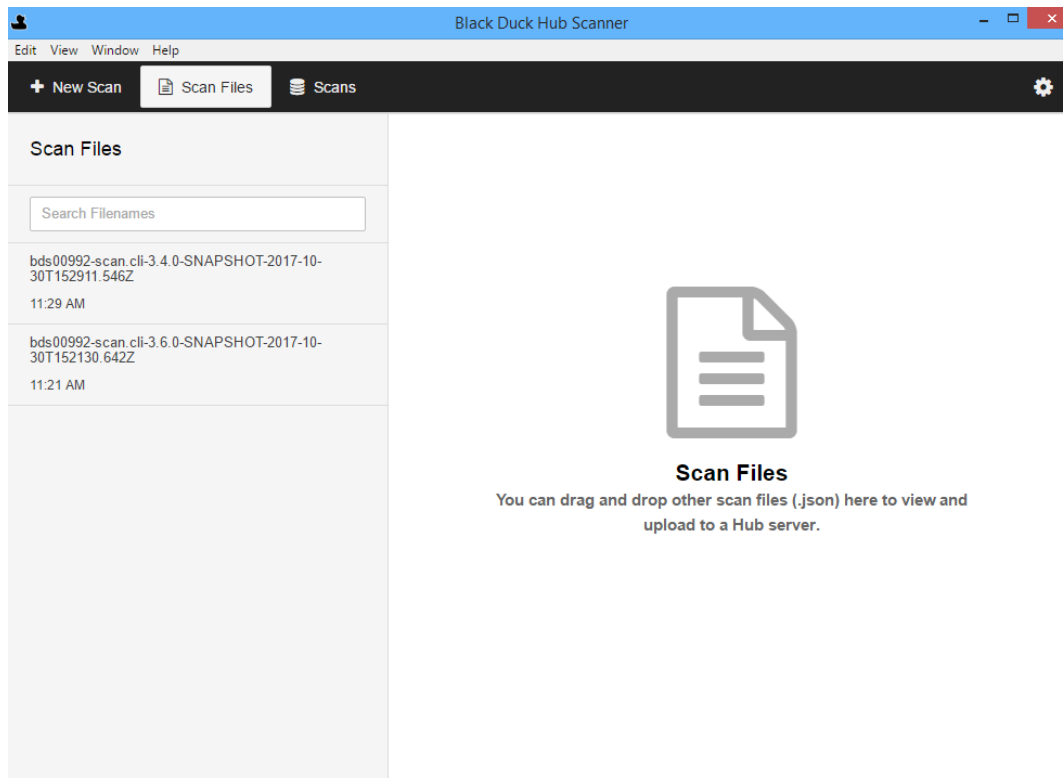 Black Duck Hub Scanner
Edit View Window Help
New Scan Scan Files Scans
Scan Files
Search Filenames
bds00992-scan.cli-3.4.0-SNAPSHOT-2017-10-
30T152911.546Z
11:29 AM
bds00992-scan.cli-3.6.0-SNAPSHOT-2017-10-
30T152130.642Z
11:21 AM
Scan Files
You can drag and drop other scan files (.json) here to view and
upload to a Hub server.